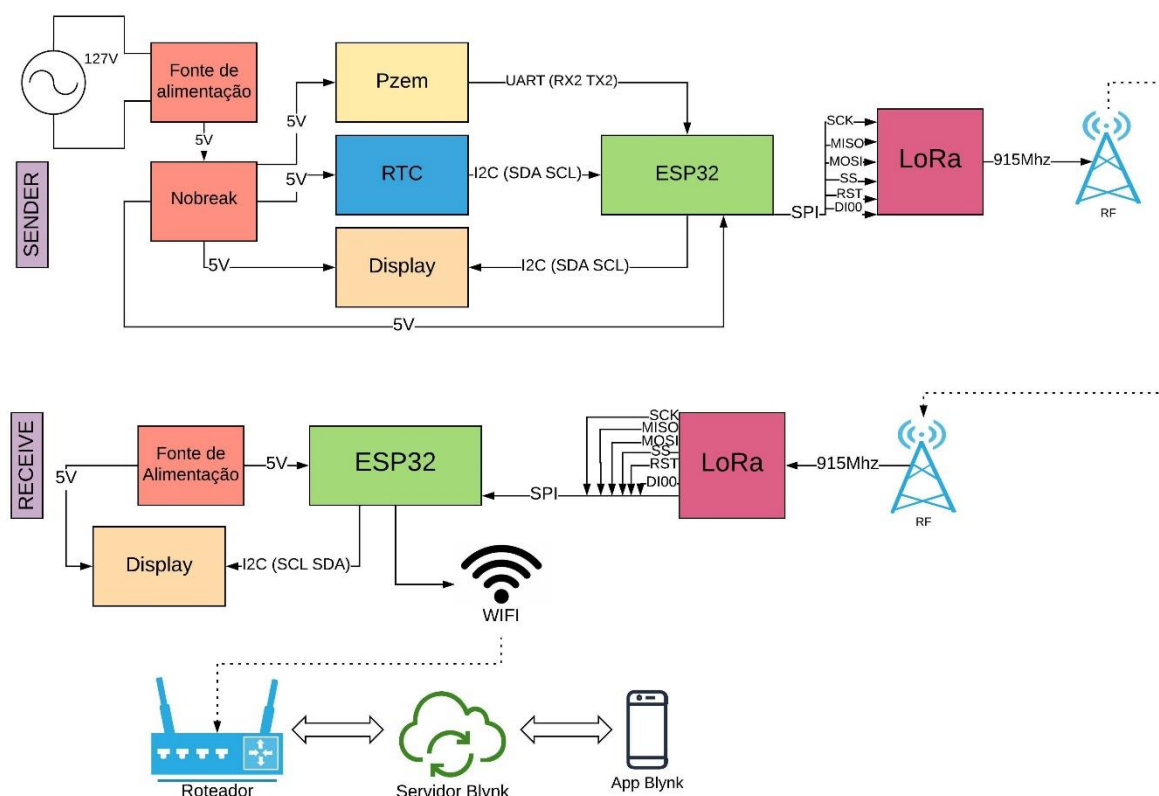 127V
Fonte de
alimentação
5V
SENDER
Nobreak
5V
5V
5V
5V
Pzem
UART (RX2 TX2)
RTC
I2C (SDA SCL)
Display
I2C (SDA SCL)
ESP32
SPI
SCK
MISO
MOSI
SS
RST
DI00
LoRa
915Mhz
RF
RECEIVE
5V
Fonte de
Alimentação
5V
ESP32
SPI
SCK
MISO
MOSI
SS
RST
DI00
LoRa
915Mhz
RF
Display
I2C (SCL SDA)
WIFI
Roteador
Servidor Blynk
App Blynk